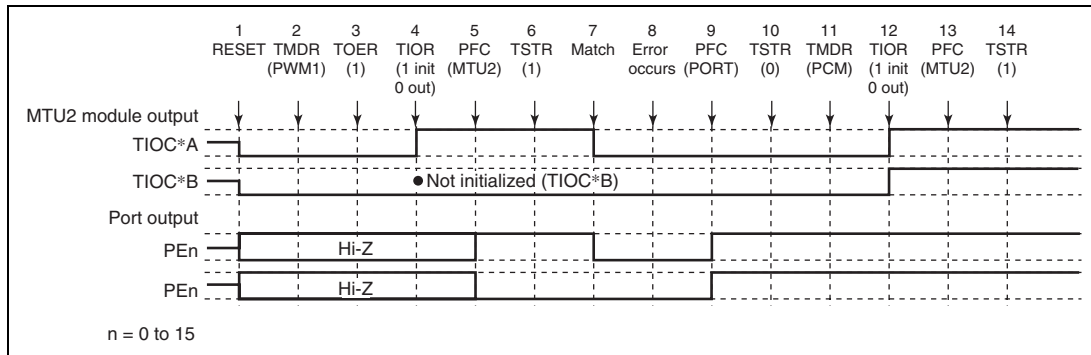 1 2 3 4 5 6 7 8 9 10 11 12 13 14
RESET TMDR TOER TIOR PFC TSTR Match Error PFC TSTR TMDR TIOR PFC TSTR
(PWM1) (1) (1 init (MTU2) (1) occurs (PORT) (0) (PCM) (1 init (MTU2) (1)
0 out) 0 out)
MTU2 module output
TIOC*A
TIOC*B
Not initialized (TIOC*B)
Port output
PEn
Hi-Z
PEn
Hi-Z
n = 0 to 15